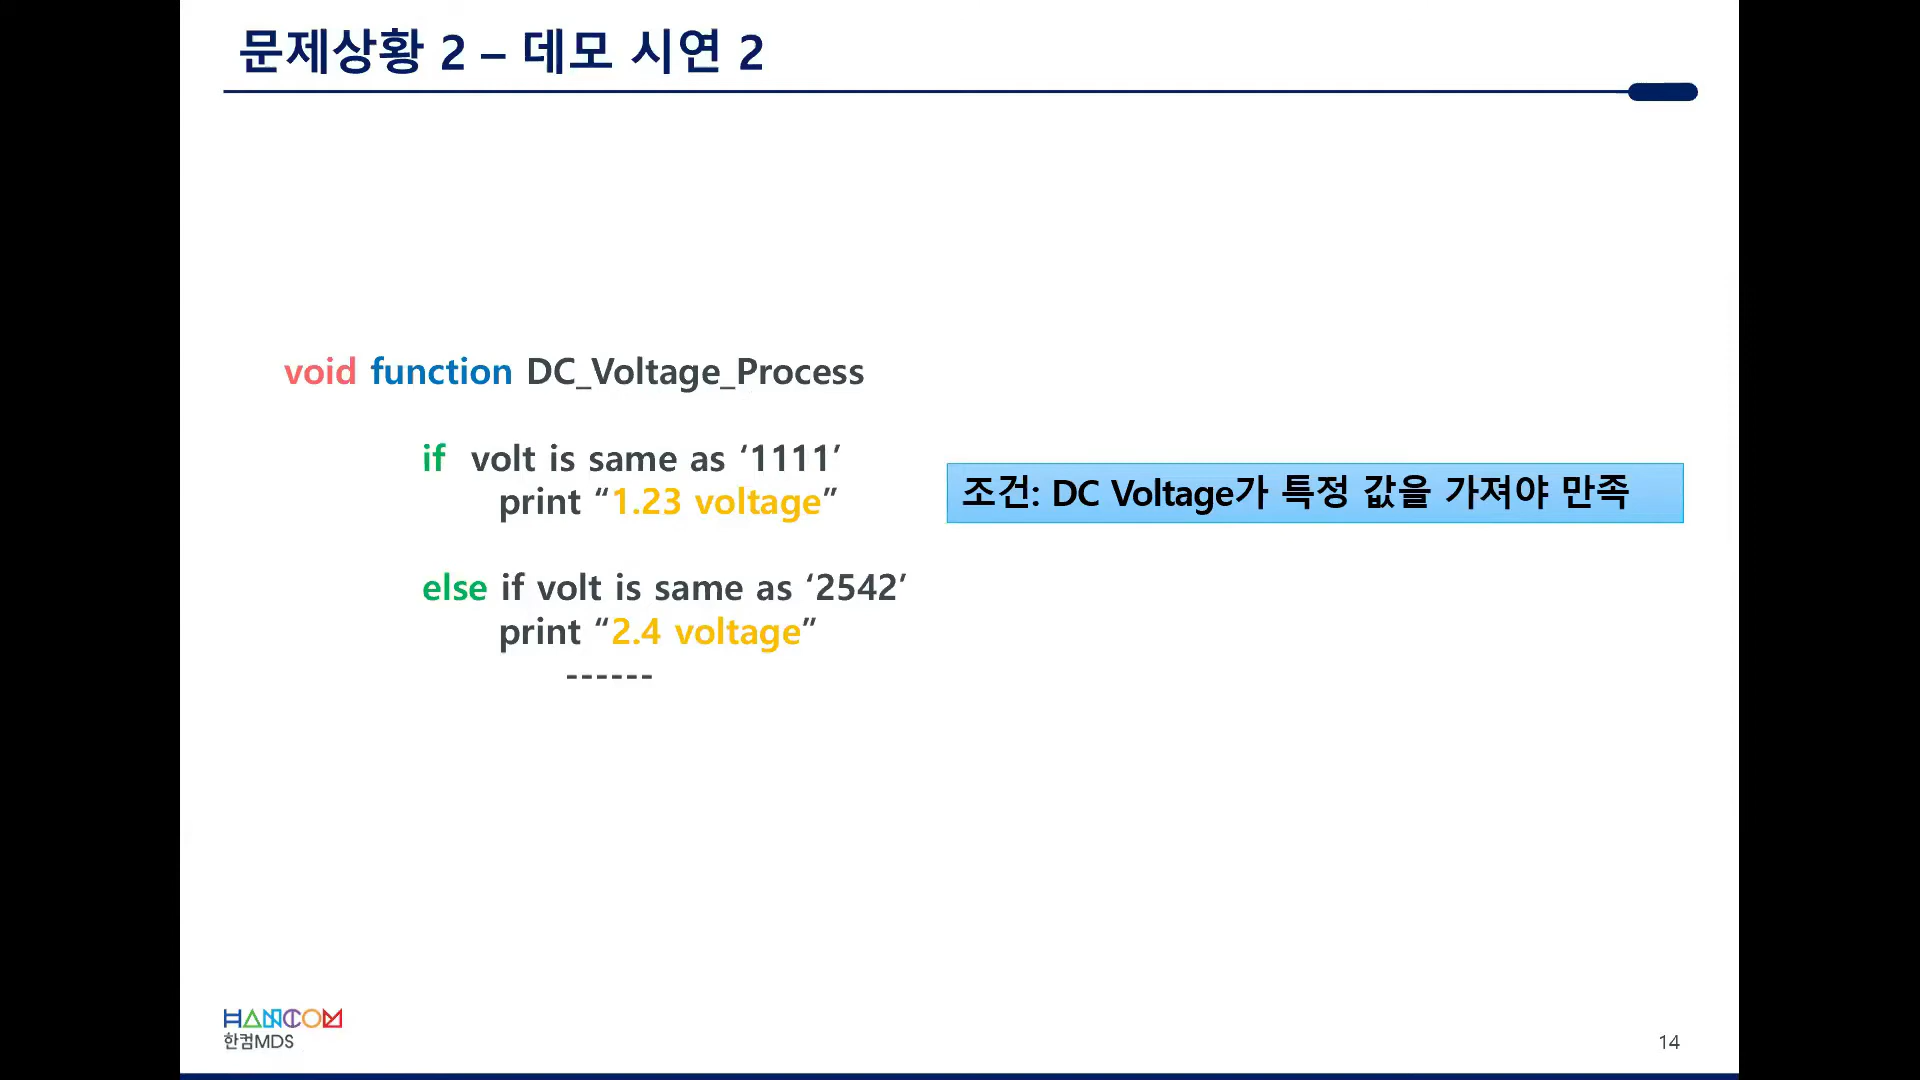 문제상황 2 – 데모 시연 2
void function DC_Voltage_Process
if volt is same as ‘1111’
print “1.23 voltage”
조건: DC Voltage가 특정 값을 가져야 만족
else if volt is same as ‘2542’
print “2.4 voltage”
------
HANCOM
한컴MDS
14